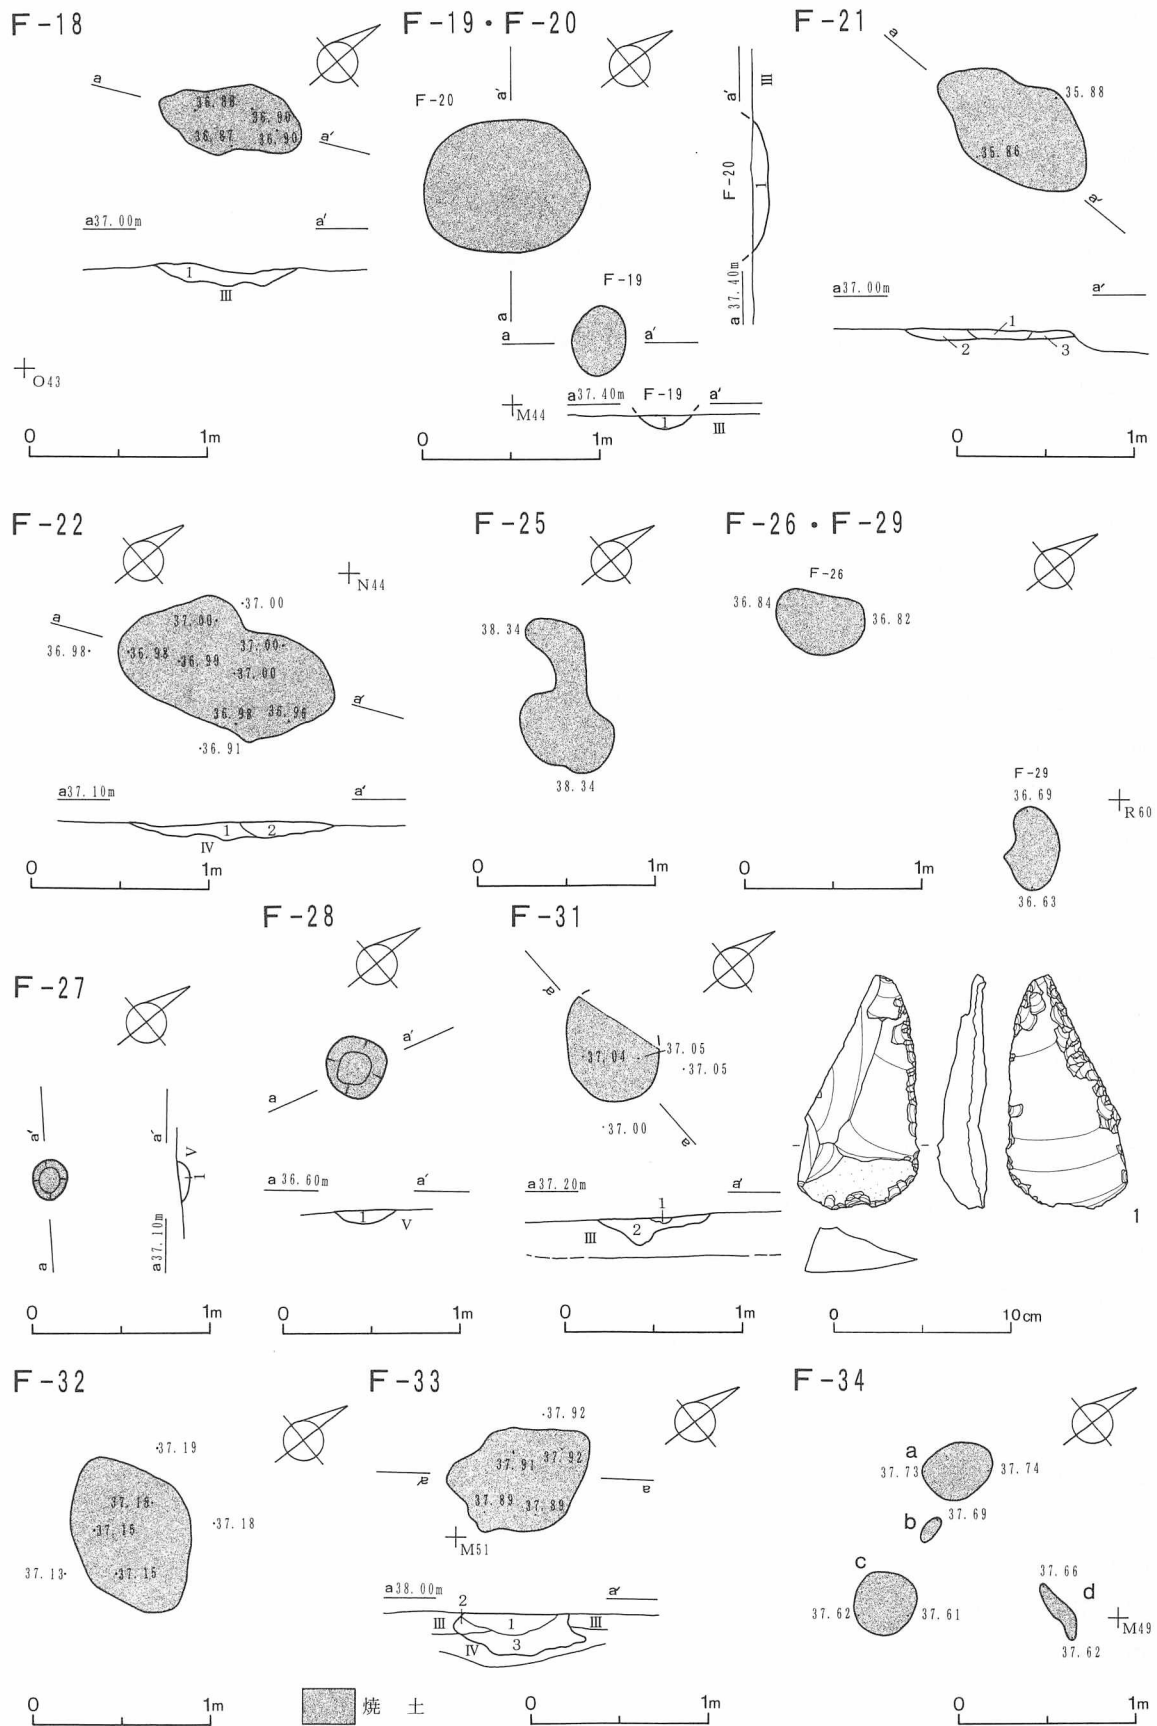 F-18
a
36.88
36.90
36.87
36.90
a'
a37.00m
a'
1
III
O43
0 1m
F-19・F-20
F-20
a'
a
F-19
a
a'
M44
a37.40m
F-19
a'
1
III
a'
III
F-20
1
a 37.40m
0 1m
F-21
a
35.88
35.86
a'
a37.00m
a'
1
2
3
0 1m
F-22
N44
37.00
37.00
a
36.98
36.98
36.99
37.00
37.00
36.98
36.96
a'
36.91
a37.10m
a'
1
2
IV
0 1m
F-25
38.34
38.34
0 1m
F-26・F-29
F-26
36.84
36.82
F-29
36.69
R60
36.63
0 1m
F-27
a'
a
a'
V
1
a37.10m
0 1m
F-28
a'
a
a 36.60m
a'
1
V
0 1m
F-31
a
37.04
37.05
37.05
37.00
a
a37.20m
a'
1
2
III
0 1m
1
0 10cm
F-32
37.19
37.18
37.15
37.18
37.13
37.15
0 1m
F-33
37.92
37.91
37.92
a'
a
37.89
37.89
M51
a38.00m
a'
2
III
1
III
IV
3
0 1m
F-34
a
37.73
37.74
b
37.69
c
37.62
37.61
37.66
d
M49
37.62
0 1m
焼 土